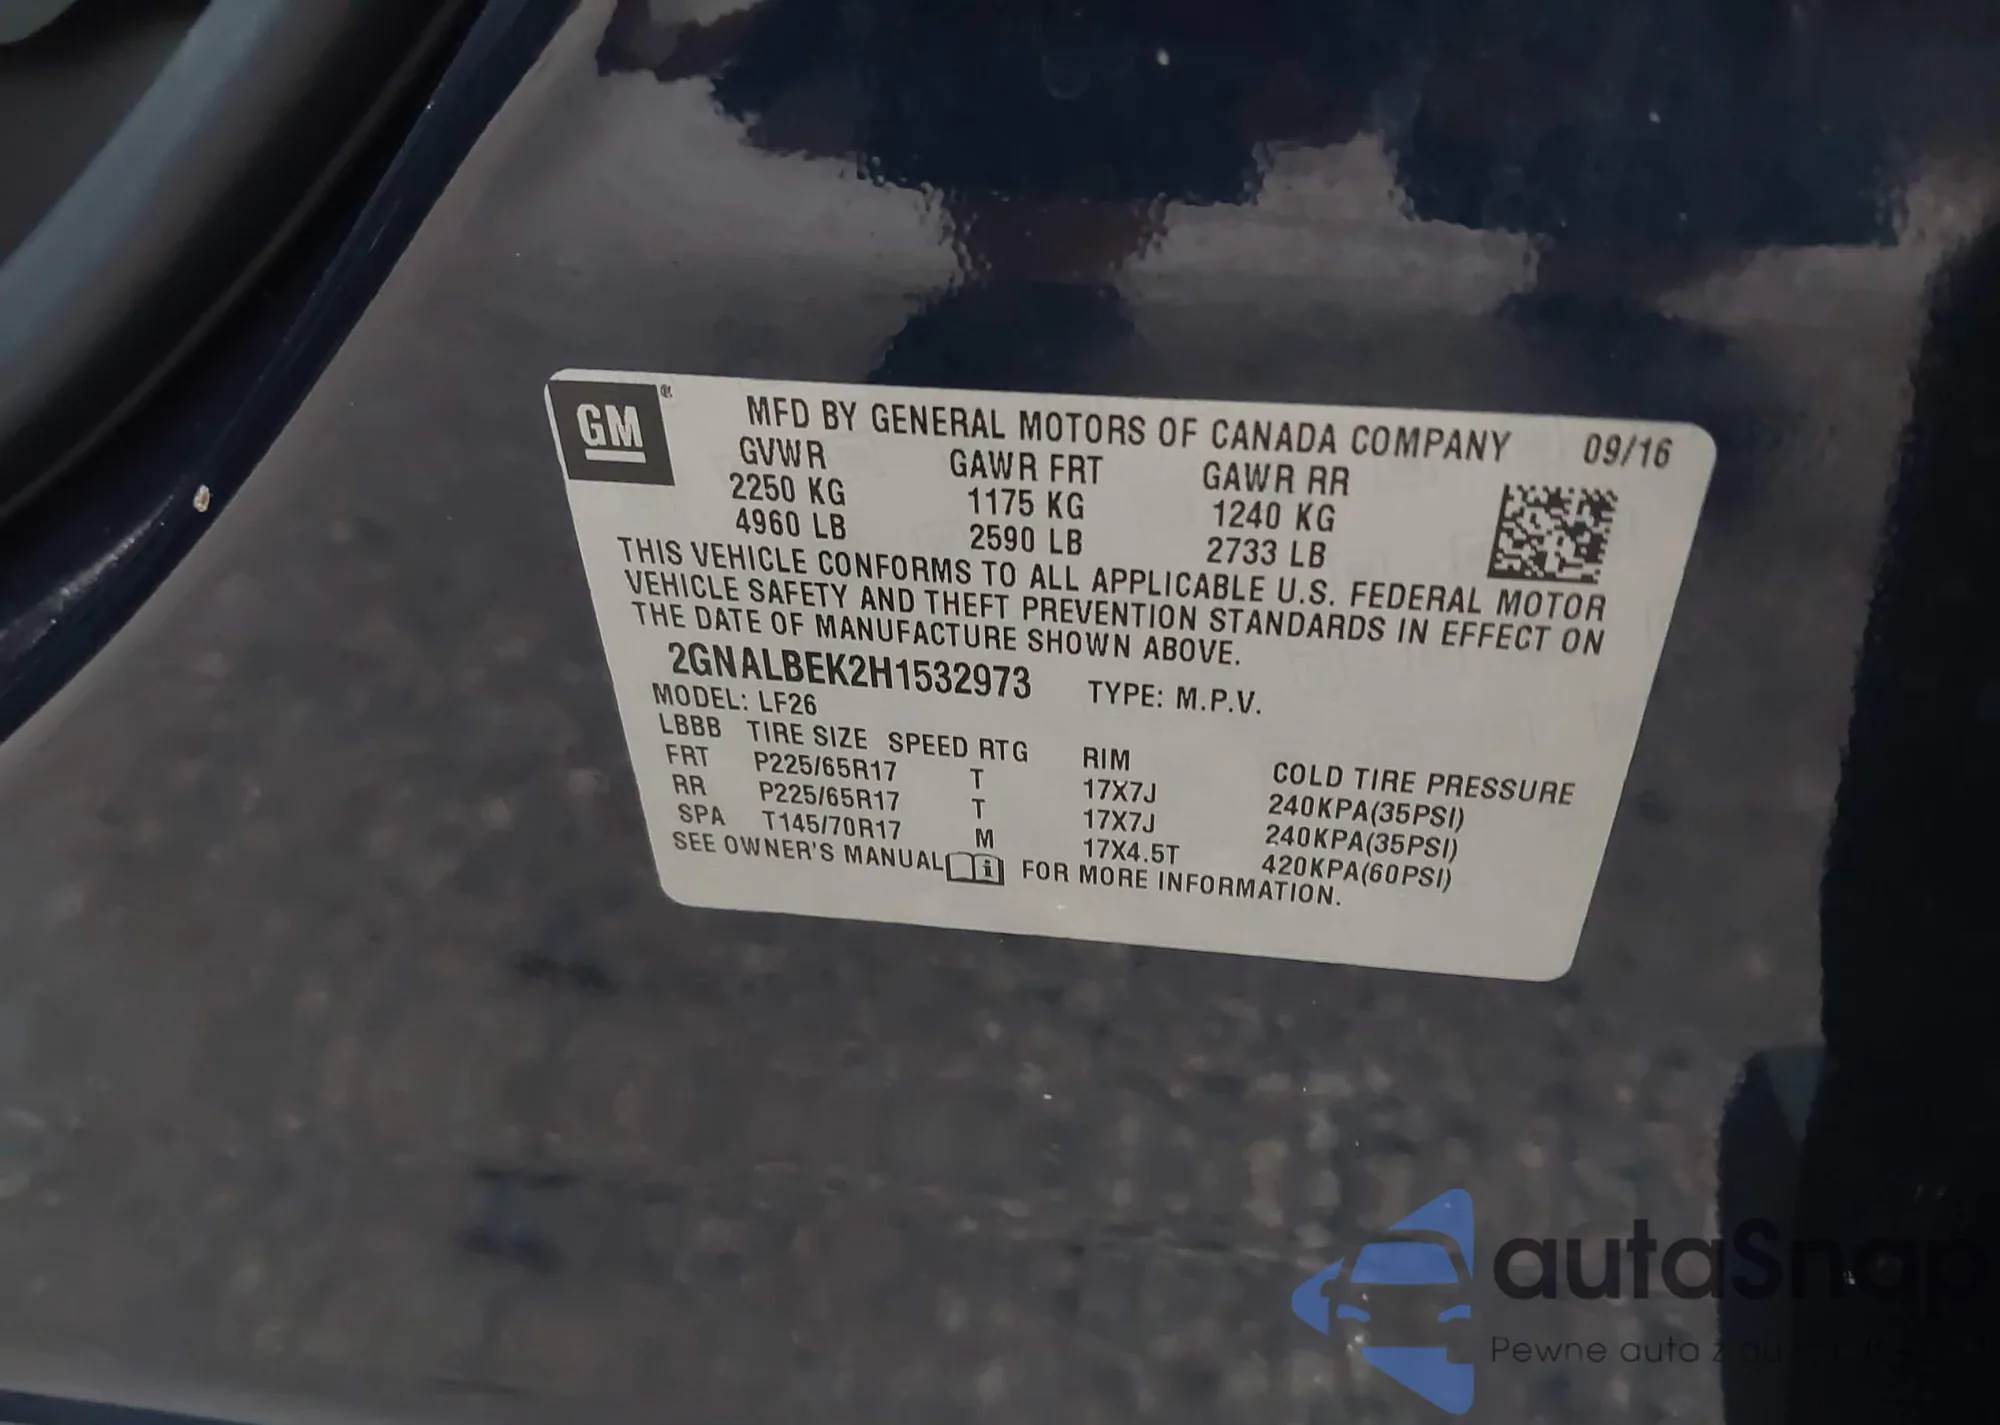 GM
MFD BY GENERAL MOTORS OF CANADA COMPANY 09/16
GVWR GAWR FRT GAWR RR
2250 KG 1175 KG 1240 KG
4960 LB 2590 LB 2733 LB
THIS VEHICLE CONFORMS TO ALL APPLICABLE U.S. FEDERAL MOTOR
VEHICLE SAFETY AND THEFT PREVENTION STANDARDS IN EFFECT ON
THE DATE OF MANUFACTURE SHOWN ABOVE.
2GNALBEK2H1532973 TYPE: M.P.V.
MODEL: LF26
LBBB TIRE SIZE SPEED RTG RIM COLD TIRE PRESSURE
FRT P225/65R17 T 17X7J 240KPA(35PSI)
RR P225/65R17 T 17X7J 240KPA(35PSI)
SPA T145/70R17 M 17X4.5T 420KPA(60PSI)
SEE OWNER'S MANUAL FOR MORE INFORMATION.
autaSnap
Pewne auto z